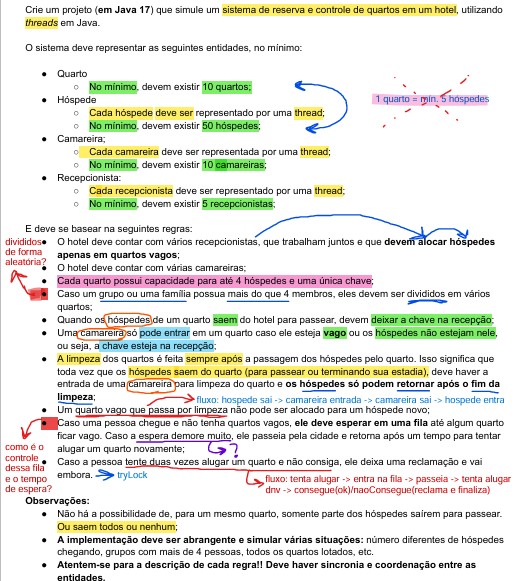 Crie um projeto (em Java 17) que simule um sistema de reserva e controle de quartos em um hotel, utilizando
threads em Java.
O sistema deve representar as seguintes entidades, no mínimo:
● Quarto
○ No mínimo, devem existir 10 quartos;
1 quarto = min. 5 hóspedes
● Hóspede
○ Cada hóspede deve ser representado por uma thread;
○ No mínimo, devem existir 50 hóspedes;
● Camareira;
○ Cada camareira deve ser representada por uma thread;
○ No mínimo, devem existir 10 camareiras;
● Recepcionista:
○ Cada recepcionista deve ser representado por uma thread;
○ No mínimo, devem existir 5 recepcionistas;
E deve se basear na seguintes regras:
divididos de forma aleatória?
● O hotel deve contar com vários recepcionistas, que trabalham juntos e que devem alocar hóspedes
apenas em quartos vagos;
● O hotel deve contar com várias camareiras;
● Cada quarto possui capacidade para até 4 hóspedes e uma única chave;
● Caso um grupo ou uma família possua mais do que 4 membros, eles devem ser divididos em vários
quartos;
● Quando os hóspedes de um quarto saem do hotel para passear, devem deixar a chave na recepção;
● Uma camareira só pode entrar em um quarto caso ele esteja vago ou os hóspedes não estejam nele,
ou seja, a chave esteja na recepção;
● A limpeza dos quartos é feita sempre após a passagem dos hóspedes pelo quarto. Isso significa que
toda vez que os hóspedes saem do quarto (para passear ou terminando sua estadia), deve haver a
entrada de uma camareira para limpeza do quarto e os hóspedes só podem retornar após o fim da
limpeza;
fluxo: hospede sai -> camareira entrada -> camareira sai -> hospede entra
● Um quarto vago que passa por limpeza não pode ser alocado para um hóspede novo;
● Caso uma pessoa chegue e não tenha quartos vagos, ele deve esperar em uma fila até algum quarto
ficar vago. Caso a espera demore muito, ele passeia pela cidade e retorna após um tempo para tentar
alugar um quarto novamente;
?
como é o controle dessa fila e o tempo de espera?
● Caso a pessoa tente duas vezes alugar um quarto e não consiga, ele deixa uma reclamação e vai
embora.
tryLock
fluxo: tenta alugar -> entra na fila -> passeia -> tenta alugar
dnv -> consegue(ok)/naoConsegue(reclama e finaliza)
Observações:
● Não há a possibilidade de, para um mesmo quarto, somente parte dos hóspedes saírem para passear.
Ou saem todos ou nenhum;
● A implementação deve ser abrangente e simular várias situações: número diferentes de hóspedes
chegando, grupos com mais de 4 pessoas, todos os quartos lotados, etc.
● Atentem-se para a descrição de cada regra!! Deve haver sincronia e coordenação entre as
entidades.